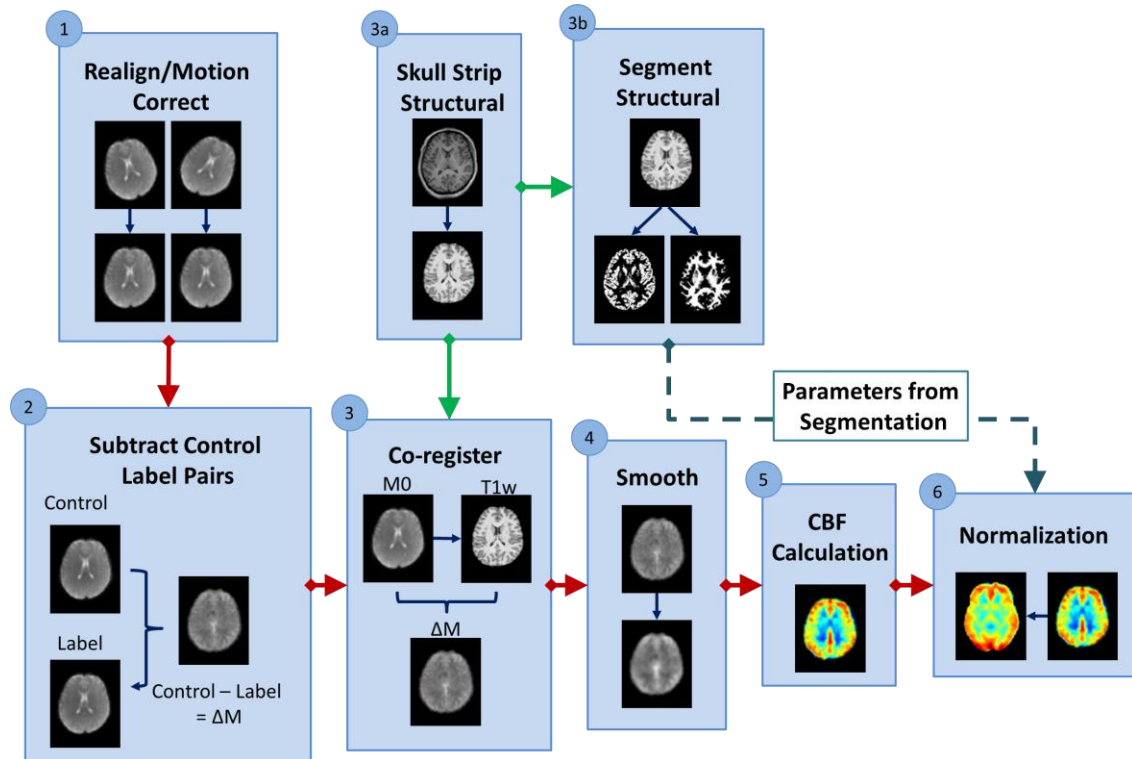 1
Realign/Motion
Correct
3a
Skull Strip
Structural
3b
Segment
Structural
Parameters from
Segmentation
2
Subtract Control
Label Pairs
Control
Label
Control – Label
= ΔM
3
Co-register
M0
T1w
ΔM
4
Smooth
5
CBF
Calculation
6
Normalization